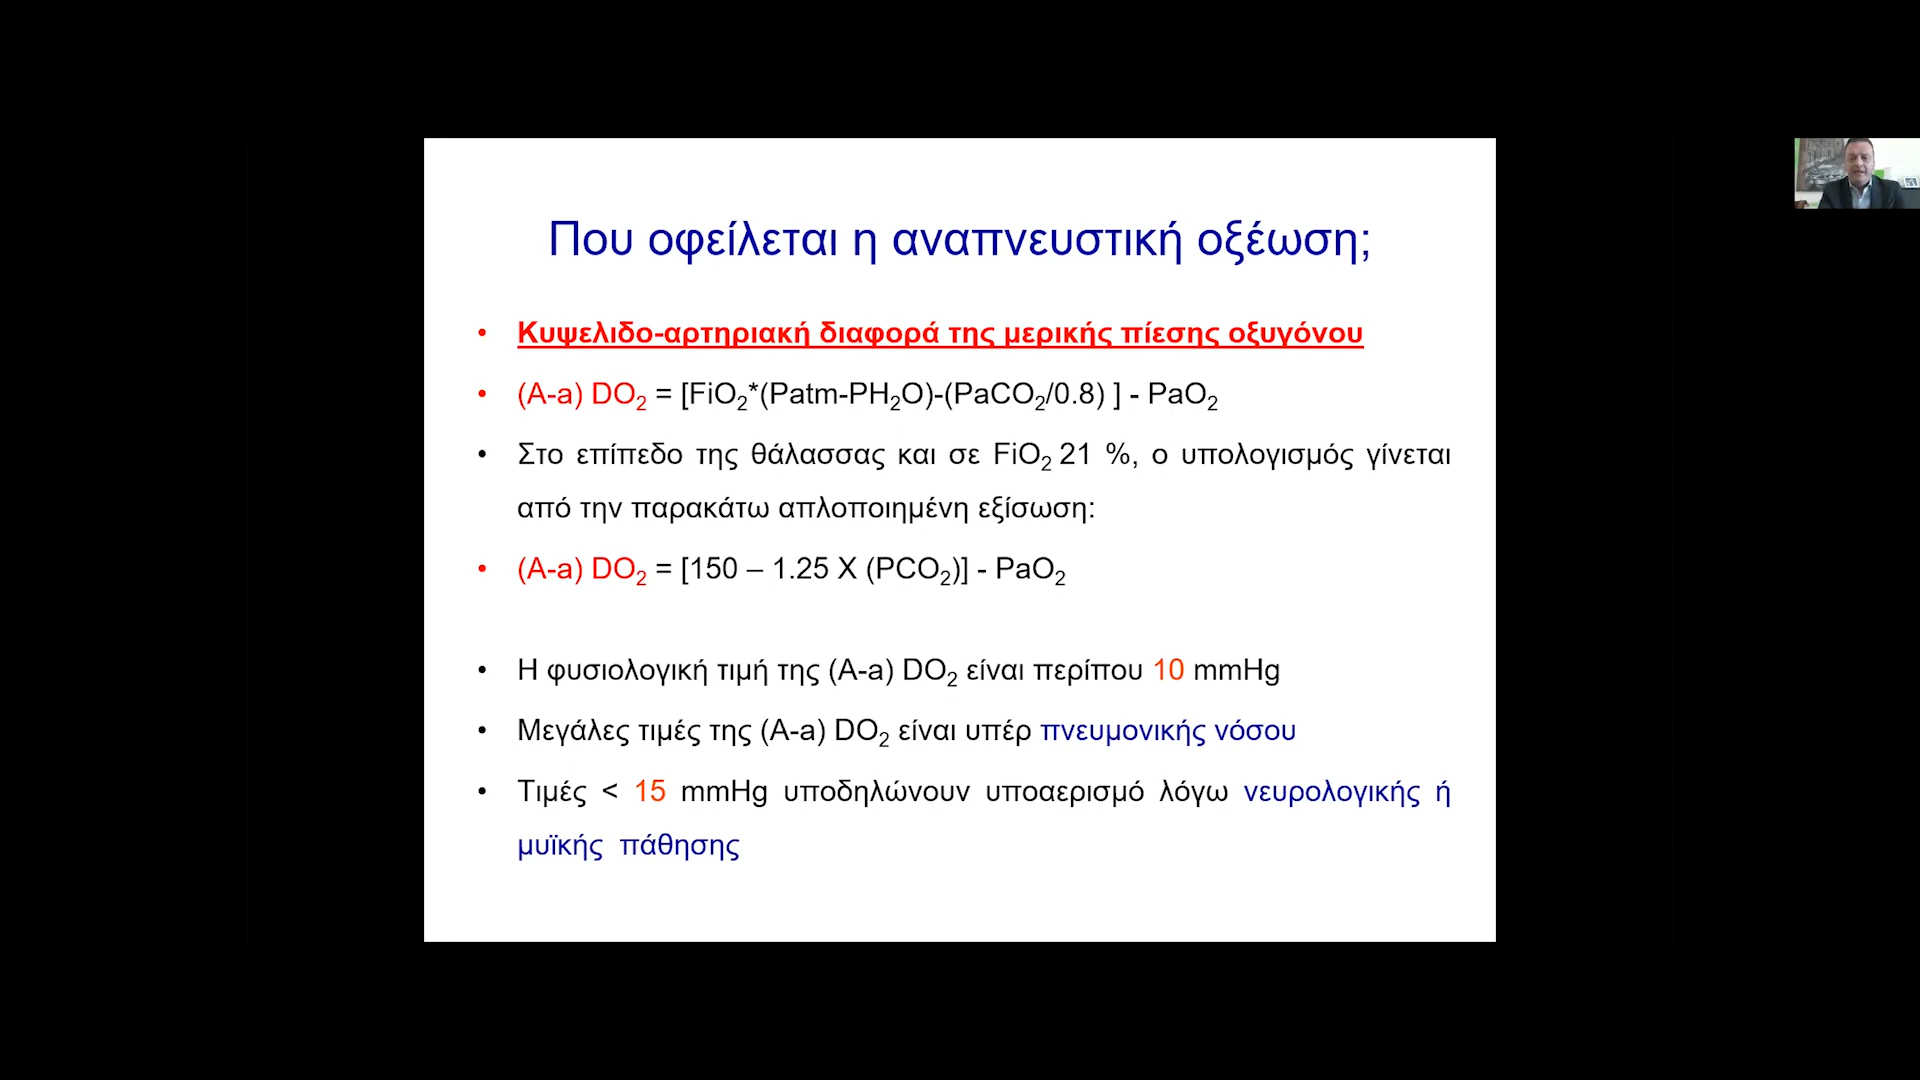 Που οφείλεται η αναπνευστική οξέωση;
• Κυψελιδο-αρτηριακή διαφορά της μερικής πίεσης οξυγόνου
• (A-a) DO₂ = [FiO₂*(Patm-PH₂O)-(PaCO₂/0.8) ] - PaO₂
• Στο επίπεδο της θάλασσας και σε FiO₂ 21 %, ο υπολογισμός γίνεται
από την παρακάτω απλοποιημένη εξίσωση:
• (A-a) DO₂ = [150 – 1.25 X (PCO₂)] - PaO₂
• Η φυσιολογική τιμή της (A-a) DO₂ είναι περίπου 10 mmHg
• Μεγάλες τιμές της (A-a) DO₂ είναι υπέρ πνευμονικής νόσου
• Τιμές < 15 mmHg υποδηλώνουν υποαερισμό λόγω νευρολογικής ή
μυϊκής πάθησης